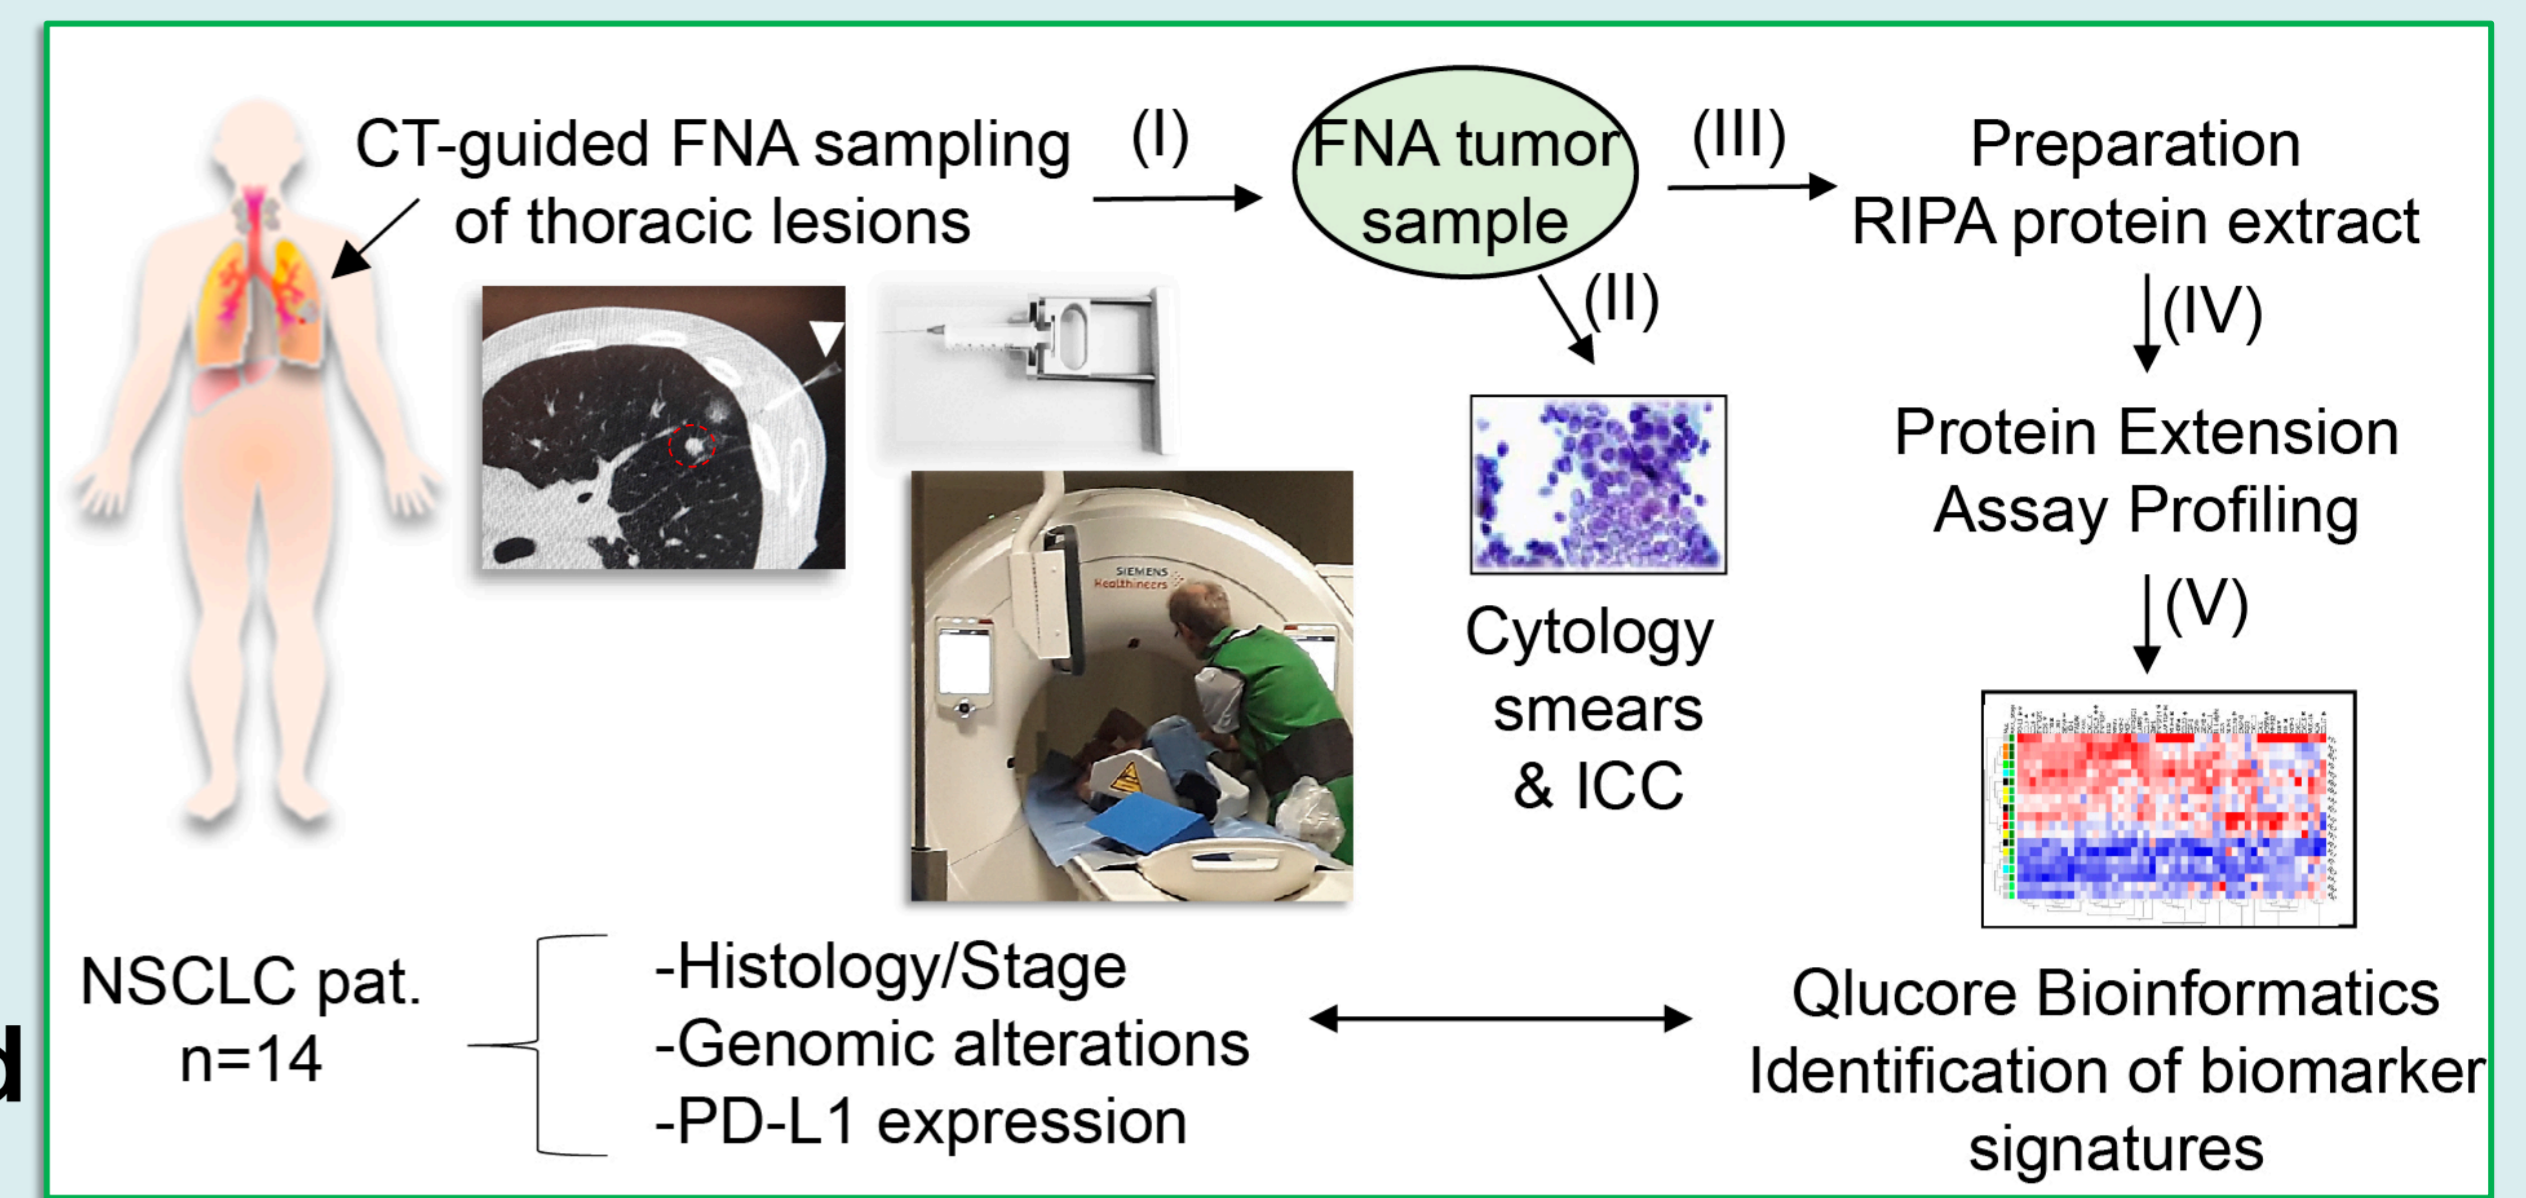 CT-guided FNA sampling
of thoracic lesions
(I)
FNA tumor
sample
(III)
Preparation
RIPA protein extract
(II)
(IV)
Protein Extension
Assay Profiling
(V)
SIEMENS
Healthineers
Cytology
smears
& ICC
NSCLC pat.
n=14
-Histology/Stage
-Genomic alterations
-PD-L1 expression
Qlucore Bioinformatics
Identification of biomarker
signatures
d